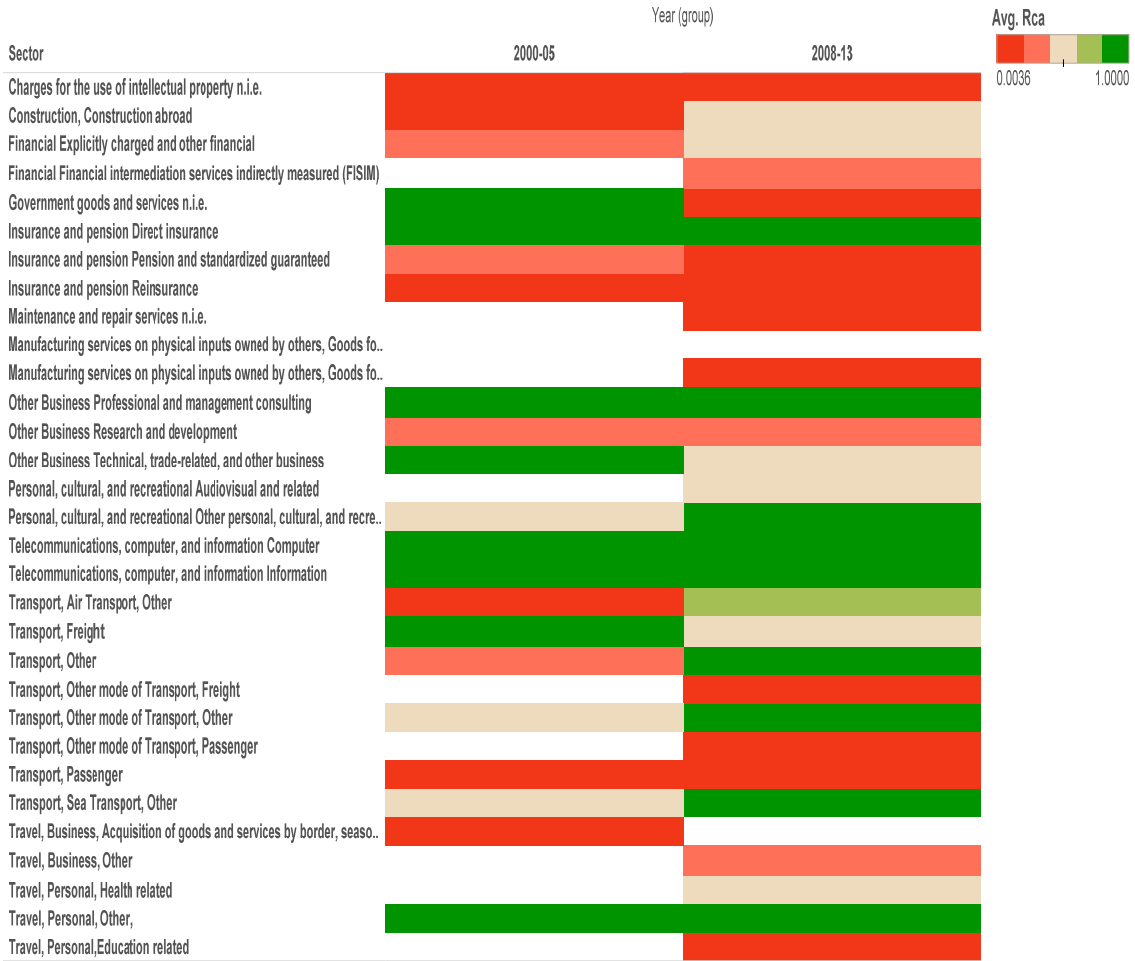 Year (group)
Avg. Rca
Sector 2000-05 2008-13
0.0036 1.0000
Charges for the use of intellectual property n.i.e.
Construction, Construction abroad
Financial Explicitly charged and other financial
Financial Financial intermediation services indirectly measured (FISIM)
Government goods and services n.i.e.
Insurance and pension Direct insurance
Insurance and pension Pension and standardized guaranteed
Insurance and pension Reinsurance
Maintenance and repair services n.i.e.
Manufacturing services on physical inputs owned by others, Goods fo..
Manufacturing services on physical inputs owned by others, Goods fo..
Other Business Professional and management consulting
Other Business Research and development
Other Business Technical, trade-related, and other business
Personal, cultural, and recreational Audiovisual and related
Personal, cultural, and recreational Other personal, cultural, and recre..
Telecommunications, computer, and information Computer
Telecommunications, computer, and information Information
Transport, Air Transport, Other
Transport, Freight
Transport, Other
Transport, Other mode of Transport, Freight
Transport, Other mode of Transport, Other
Transport, Other mode of Transport, Passenger
Transport, Passenger
Transport, Sea Transport, Other
Travel, Business, Acquisition of goods and services by border, seaso..
Travel, Business, Other
Travel, Personal, Health related
Travel, Personal, Other,
Travel, Personal,Education related